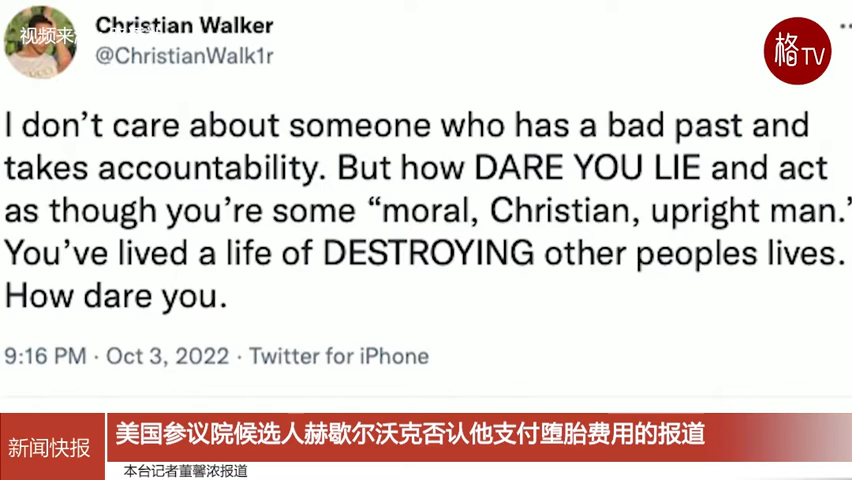 Christian Walker
视频来
@ChristianWalk1r
格TV
I don’t care about someone who has a bad past and
takes accountability. But how DARE YOU LIE and act
as though you’re some “moral, Christian, upright man.”
You’ve lived a life of DESTROYING other peoples lives.
How dare you.
9:16 PM · Oct 3, 2022 · Twitter for iPhone
新闻快报
美国参议院候选人赫歇尔沃克否认他支付堕胎费用的报道
本台记者董馨浓报道